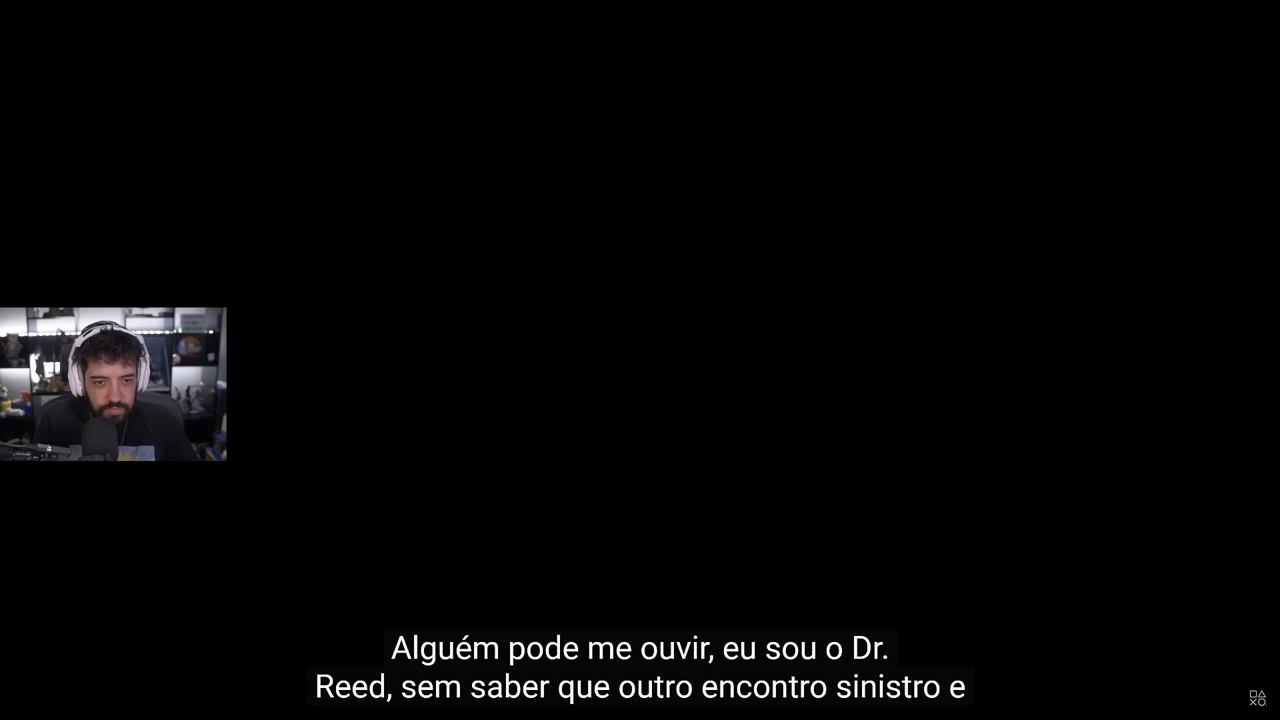 Alguém pode me ouvir, eu sou o Dr.
Reed, sem saber que outro encontro sinistro e